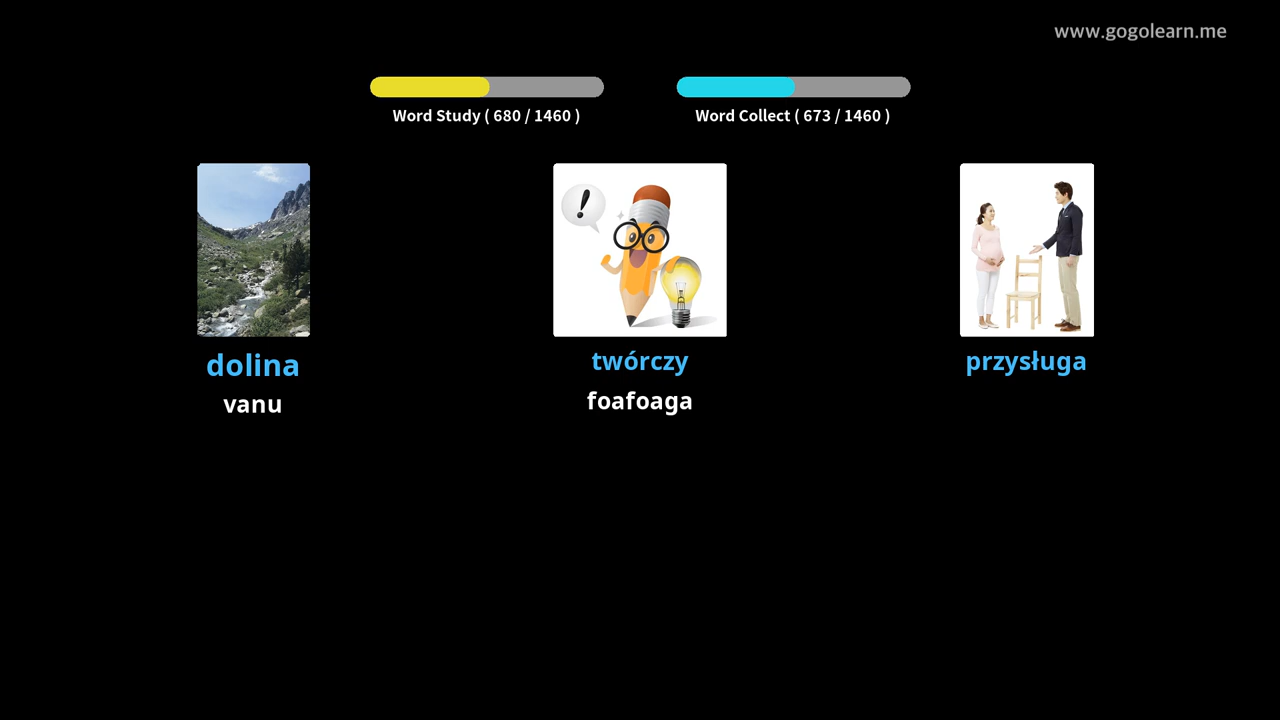 www.gogolearn.me
Word Study ( 680 / 1460 )
Word Collect ( 673 / 1460 )
dolina
vanu
twórczy
foafoaga
przysługa